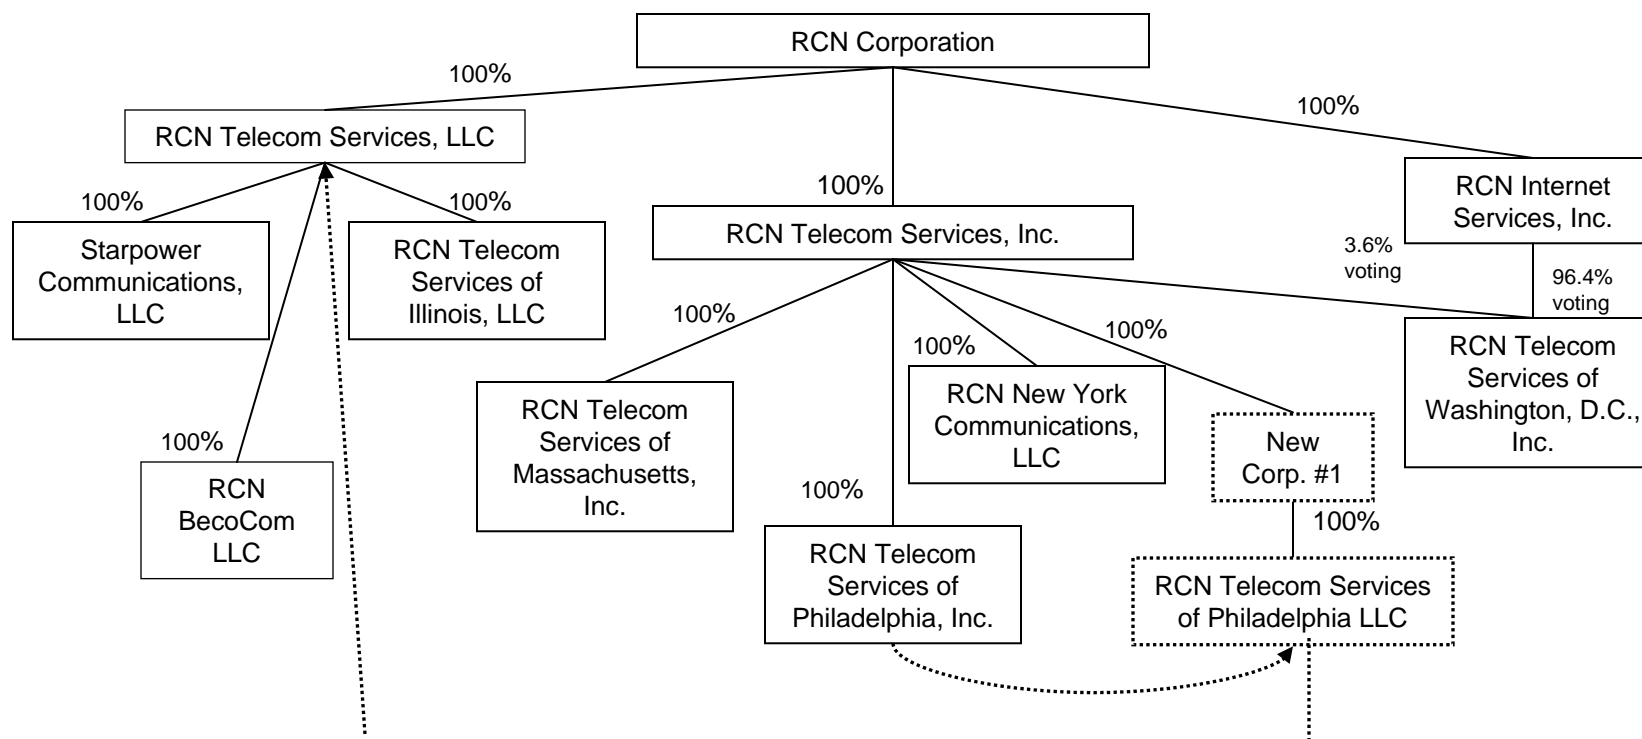 RCN Corporation
100%
100%
RCN Telecom Services, LLC
100%
RCN Internet
Services, Inc.
100%
100%
RCN Telecom Services, Inc.
Starpower
Communications,
LLC
RCN Telecom
Services of
Illinois, LLC
3.6%
voting
96.4%
voting
100%
100%
100%
RCN Telecom
Services of
Massachusetts,
Inc.
RCN New York
Communications,
LLC
RCN Telecom
Services of
Washington, D.C.,
Inc.
100%
RCN
BecoCom
LLC
New
Corp. #1
100%
100%
RCN Telecom
Services of
Philadelphia, Inc.
RCN Telecom Services
of Philadelphia LLC
100%